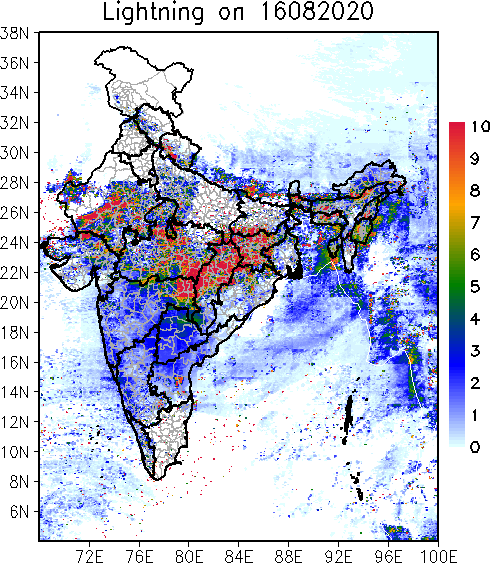 Lightning on 16082020
38N
36N
34N
32N
30N
28N
26N
24N
22N
20N
18N
16N
14N
12N
10N
8N
6N
72E 76E 80E 84E 88E 92E 96E 100E
10
9
8
7
6
5
4
3
2
1
0